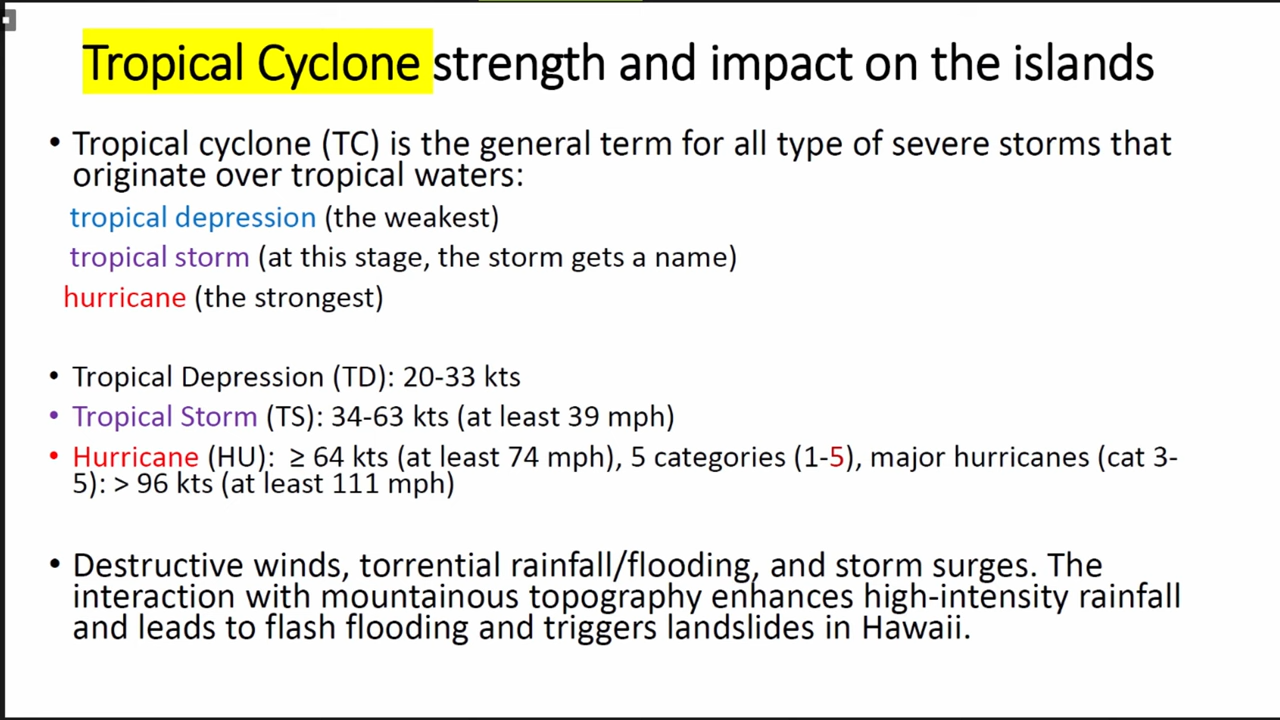 Tropical Cyclone strength and impact on the islands
• Tropical cyclone (TC) is the general term for all type of severe storms that
originate over tropical waters:
tropical depression (the weakest)
tropical storm (at this stage, the storm gets a name)
hurricane (the strongest)
• Tropical Depression (TD): 20-33 kts
• Tropical Storm (TS): 34-63 kts (at least 39 mph)
• Hurricane (HU): ≥ 64 kts (at least 74 mph), 5 categories (1-5), major hurricanes (cat 3-
5): > 96 kts (at least 111 mph)
• Destructive winds, torrential rainfall/flooding, and storm surges. The
interaction with mountainous topography enhances high-intensity rainfall
and leads to flash flooding and triggers landslides in Hawaii.